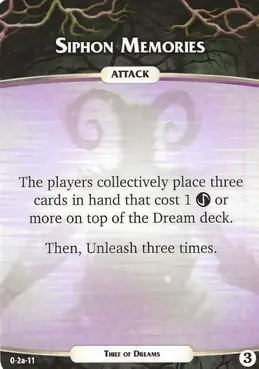 SIPHON MEMORIES
ATTACK
The players collectively place three
cards in hand that cost 1 or
more on top of the Dream deck.
Then, Unleash three times.
THIEF OF DREAMS
0-2a-11
3